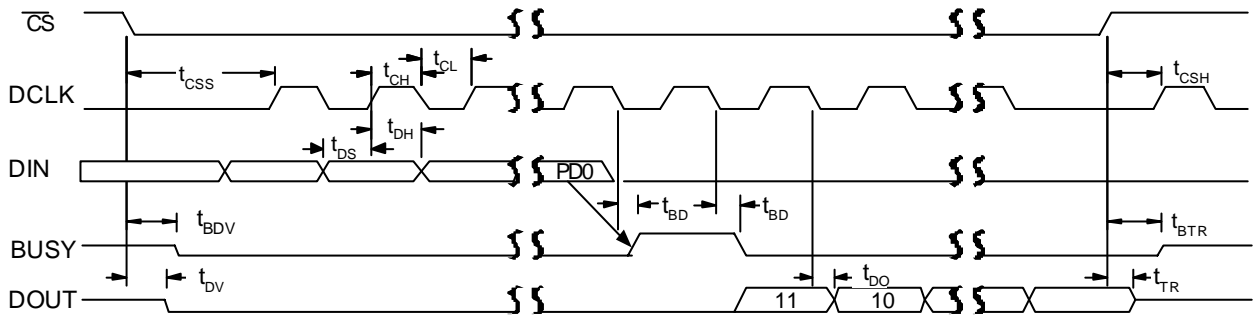 CS
tCSS
tCH
tCL
tCSH
DCLK
tDS
tDH
DIN
PD0
tBDV
tBD
tBD
tBTR
BUSY
tDV
tDO
tTR
DOUT
11
10